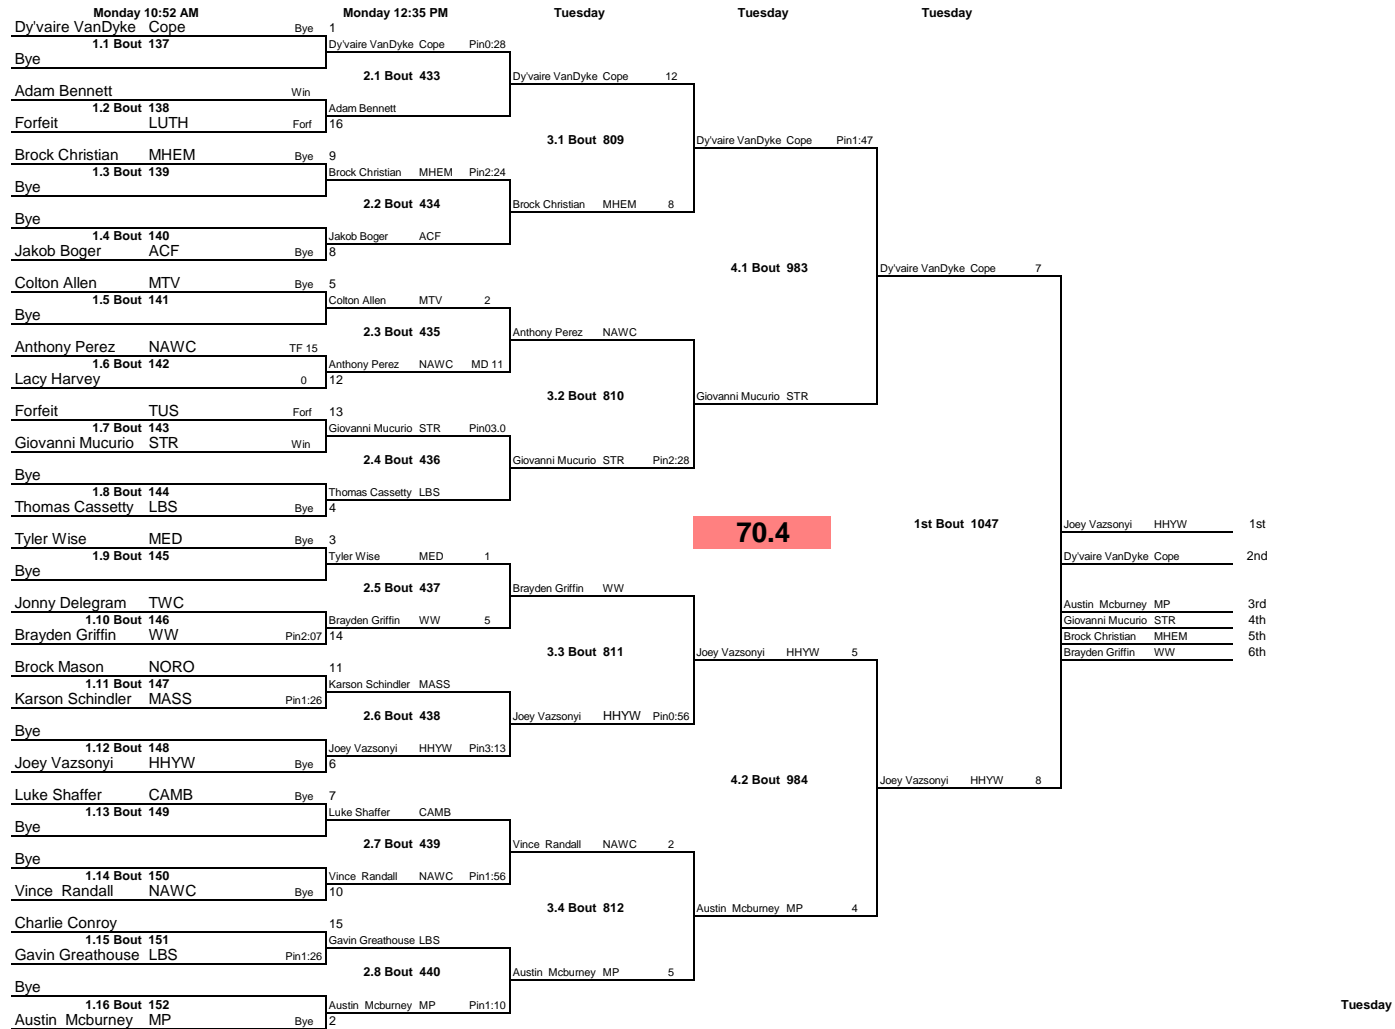 Monday 10:52 AM Monday 12:35 PM Tuesday Tuesday Tuesday
Dy'vaire VanDyke Cope Bye 1
1.1 Bout 137
Bye
Dy'vaire VanDyke Cope Pin0:28
2.1 Bout 433
Adam Bennett Win
1.2 Bout 138
Forfeit LUTH Forf 16
Adam Bennett
Dy'vaire VanDyke Cope 12
3.1 Bout 809
Brock Christian MHEM Bye 9
1.3 Bout 139
Bye
Brock Christian MHEM Pin2:24
2.2 Bout 434
Bye
1.4 Bout 140
Jakob Boger ACF Bye 8
Jakob Boger ACF
Brock Christian MHEM 8
Dy'vaire VanDyke Cope Pin1:47
4.1 Bout 983
Colton Allen MTV Bye 5
1.5 Bout 141
Bye
Colton Allen MTV 2
2.3 Bout 435
Anthony Perez NAWC TF 15
1.6 Bout 142
Lacy Harvey 0 12
Anthony Perez NAWC MD 11
Anthony Perez NAWC
3.2 Bout 810
Forfeit TUS Forf 13
1.7 Bout 143
Giovanni Mucurio STR Win
Giovanni Mucurio STR Pin03.0
2.4 Bout 436
Bye
1.8 Bout 144
Thomas Cassetty LBS Bye 4
Thomas Cassetty LBS
Giovanni Mucurio STR Pin2:28
Giovanni Mucurio STR
Dy'vaire VanDyke Cope 7
70.4
1st Bout 1047
Tyler Wise MED Bye 3
1.9 Bout 145
Bye
Tyler Wise MED 1
2.5 Bout 437
Jonny Delegram TWC
1.10 Bout 146
Brayden Griffin WW Pin2:07 14
Brayden Griffin WW 5
Brayden Griffin WW
3.3 Bout 811
Brock Mason NORO 11
1.11 Bout 147
Karson Schindler MASS Pin1:26
Karson Schindler MASS
2.6 Bout 438
Bye
1.12 Bout 148
Joey Vazsonyi HHYW Bye 6
Joey Vazsonyi HHYW Pin3:13
Joey Vazsonyi HHYW Pin0:56
Joey Vazsonyi HHYW 5
4.2 Bout 984
Luke Shaffer CAMB Bye 7
1.13 Bout 149
Bye
Luke Shaffer CAMB
2.7 Bout 439
Bye
1.14 Bout 150
Vince Randall NAWC Bye 10
Vince Randall NAWC Pin1:56
Vince Randall NAWC 2
3.4 Bout 812
Charlie Conroy 15
1.15 Bout 151
Gavin Greathouse LBS Pin1:26
Gavin Greathouse LBS
2.8 Bout 440
Bye
1.16 Bout 152
Austin Mcburney MP Bye 2
Austin Mcburney MP Pin1:10
Austin Mcburney MP 5
Austin Mcburney MP 4
Joey Vazsonyi HHYW 8
Joey Vazsonyi HHYW 1st
Dy'vaire VanDyke Cope 2nd
Austin Mcburney MP 3rd
Giovanni Mucurio STR 4th
Brock Christian MHEM 5th
Brayden Griffin WW 6th
Tuesday